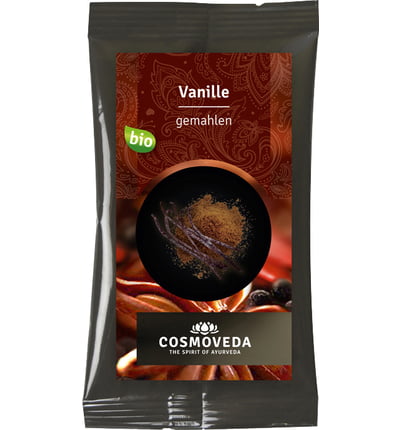 Vanille
gemahlen
bio
COSMOVEDA
THE SPIRIT OF AYURVEDA